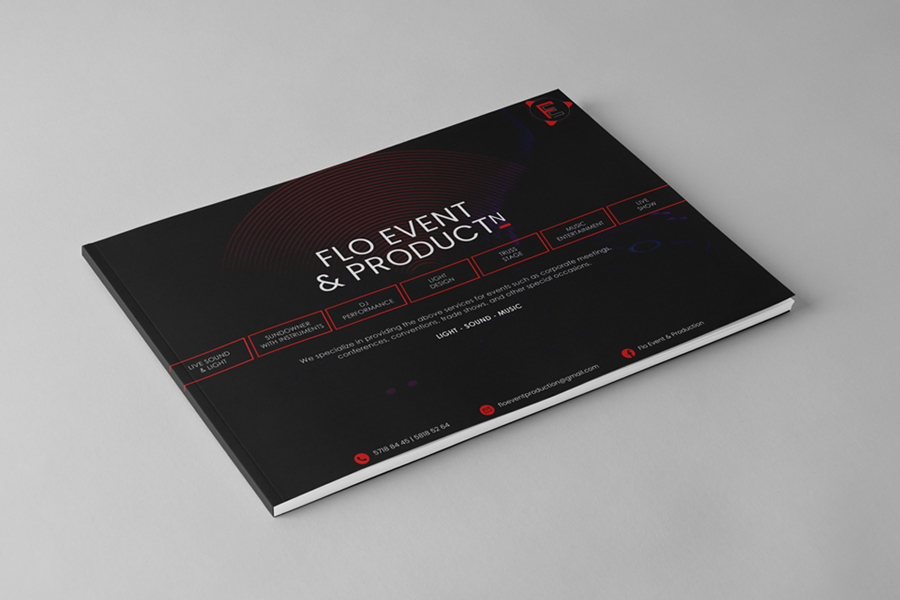 FE
FLO EVENT
& PRODUCTN
LIVE SOUND
& LIGHT
SUNDOWNER
WITH INSTRUMENTS
DJ
PERFORMANCE
LIGHT
DESIGN
TRUSS
STAGE
MUSIC
ENTERTAINMENT
LIVE
SHOW
We specialize in providing the above services for events such as corporate meetings,
conferences, conventions, trade shows, and other special occasions.
LIGHT - SOUND - MUSIC
5718 84 45 | 5818 52 64
floeventproduction@gmail.com
Flo Event & Production